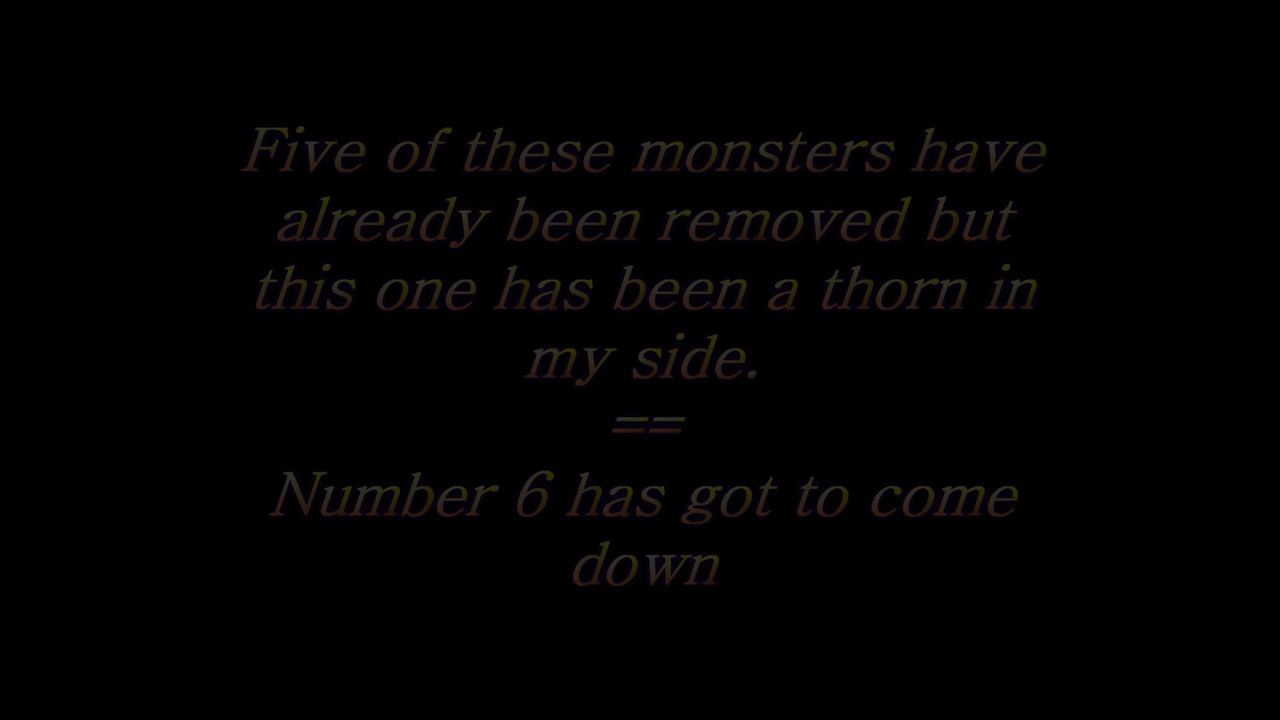 Five of these monsters have
already been removed but
this one has been a thorn in
my side.
==
Number 6 has got to come
down